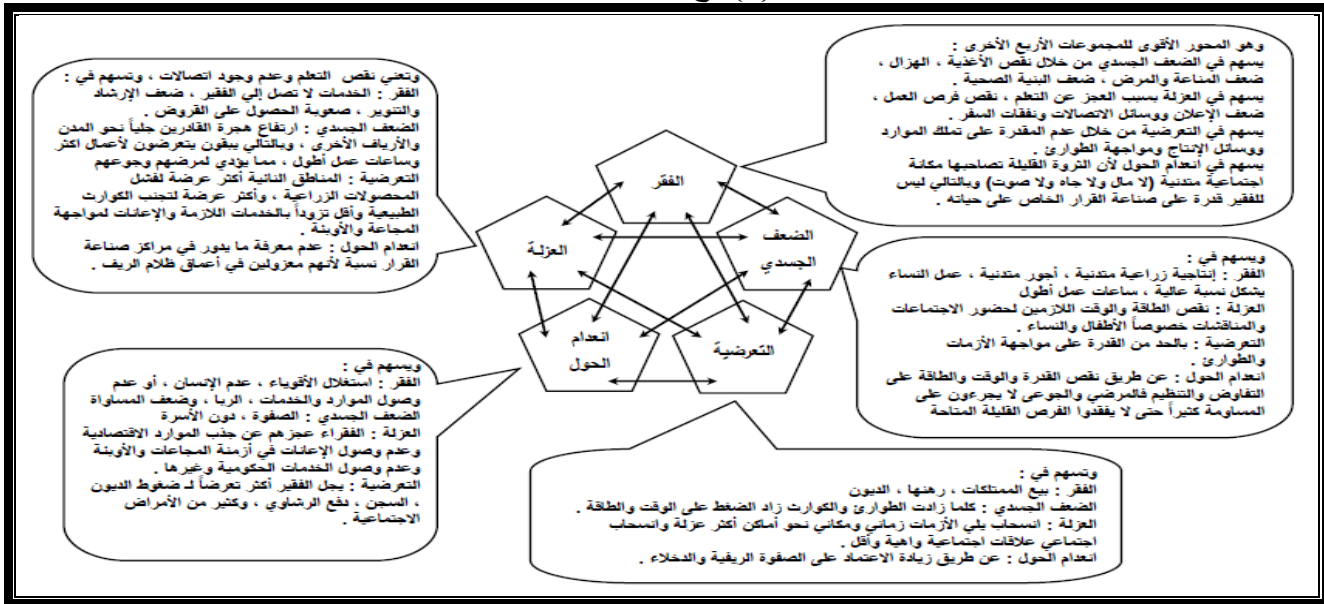 وهو المحور الأقوى للمجموعات الأربع الأخرى :
يسهم في الضعف الجسدي من خلال نقص الأغذية ، الهزال ،
ضعف المناعة والمرض ، ضعف البنية الصحية .
يسهم في العزلة بسبب العجز عن التعلم ، نقص فرص العمل ،
ضعف الإعلان ووسائل الاتصالات ونفقات السفر .
يسهم في التعرضية من خلال عدم المقدرة على تملك الموارد
ووسائل الإنتاج ومواجهة الطوارئ .
يسهم في انعدام الحول لأن الثروة القليلة تصاحبها مكانة
اجتماعية متدنية (لا مال ولا جاه ولا صوت) وبالتالي ليس
للفقير قدرة على صناعة القرار الخاص على حياته .
وتعني نقص التعلم وعدم وجود اتصالات ، وتسهم في :
الفقر : الخدمات لا تصل إلي الفقير ، ضعف الإرشاد
والتنوير ، صعوبة الحصول على القروض .
الضعف الجسدي : ارتفاع هجرة القادرين جلياً نحو المدن
والأرياف الأخرى ، وبالتالي يبقون يتعرضون لأعمال اكثر
وساعات عمل أطول ، مما يؤدي لمرضهم وجوعهم
التعرضية : المناطق النائية أكثر عرضة لفشل
المحصولات الزراعية ، وأكثر عرضة لتجنب الكوارث
الطبيعية وأقل تزوداً بالخدمات اللازمة والإعانات لمواجهة
المجاعة والأوبئة .
انعدام الحول : عدم معرفة ما يدور في مراكز صناعة
القرار نسبة لأنهم معزولين في أعماق ظلام الريف .
الفقر
الضعف
الجسدي
العزلة
التعرضية
انعدام
الحول
ويسهم في :
الفقر : إنتاجية زراعية متدنية ، أجور متدنية ، عمل النساء
يشكل نسبة عالية ، ساعات عمل أطول
العزلة : نقص الطاقة والوقت اللازمين لحضور الاجتماعات
والمناقشات خصوصاً الأطفال والنساء .
التعرضية : بالحد من القدرة على مواجهة الأزمات
والطوارئ .
انعدام الحول : عن طريق نقص القدرة والوقت والطاقة على
التفاوض والتنظيم فالمرضي والجوعى لا يجرءون على
المساومة كثيراً حتى لا يفقدوا الفرص القليلة المتاحة
ويسهم في :
الفقر : استغلال الأقوياء ، عدم الإنسان ، أو عدم
وصول الموارد والخدمات ، الربا ، وضعف المساواة
الضعف الجسدي : الصفوة ، دون الأسرة
العزلة : الفقراء عجزهم عن جذب الموارد الاقتصادية
وعدم وصول الإعانات في أزمنة المجاعات والأوبئة
وعدم وصول الخدمات الحكومية وغيرها .
التعرضية : يجل الفقير أكثر تعرضاً لـ ضغوط الديون
، السجن ، دفع الرشاوي ، وكثير من الأمراض
الاجتماعية .
وتسهم في :
الفقر : بيع الممتلكات ، رهنها ، الديون
الضعف الجسدي : كلما زادت الطوارئ والكوارث زاد الضغط على الوقت والطاقة .
العزلة : انسحاب يلي الأزمات زماني ومكاني نحو أماكن أكثر عزلة وانسحاب
اجتماعي علاقات اجتماعية واهية وأقل .
انعدام الحول : عن طريق زيادة الاعتماد على الصفوة الريفية والدخلاء .